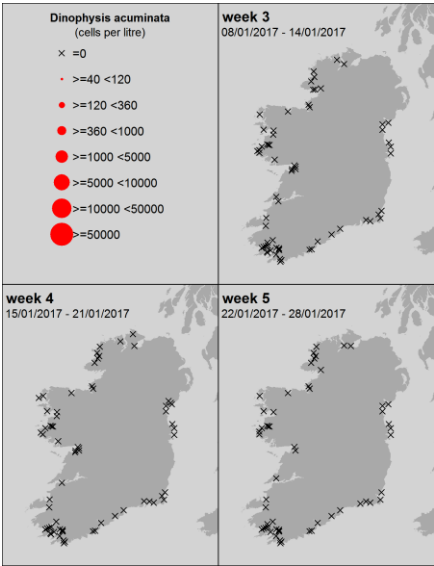 Dinophysis acuminata
(cells per litre)
=0
>=40 <120
>=120 <360
>=360 <1000
>=1000 <5000
>=5000 <10000
>=10000 <50000
>=50000
week 3
08/01/2017 - 14/01/2017
week 4
15/01/2017 - 21/01/2017
week 5
22/01/2017 - 28/01/2017